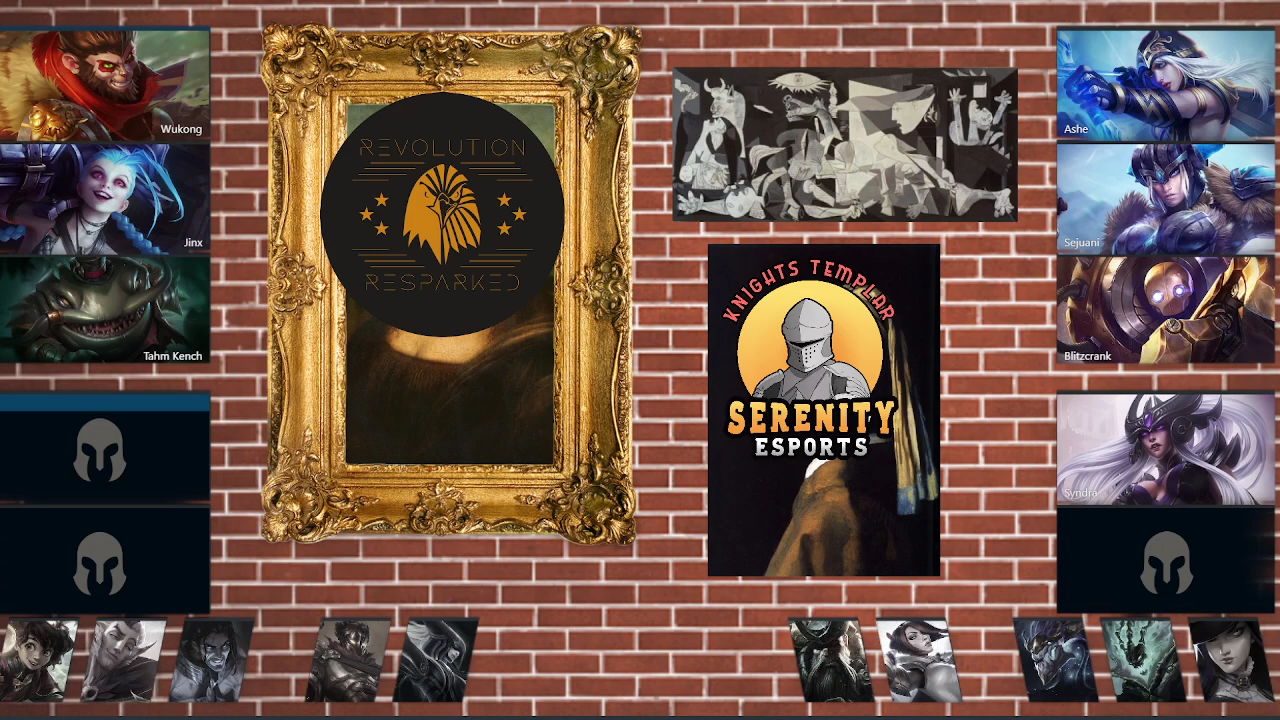 Wukong
Jinx
Tahm Kench
REVOLUTION
RESPARKED
KNIGHTS TEMPLAR
SERENITY
ESPORTS
Ashe
Sejuani
Blitzcrank
Syndra